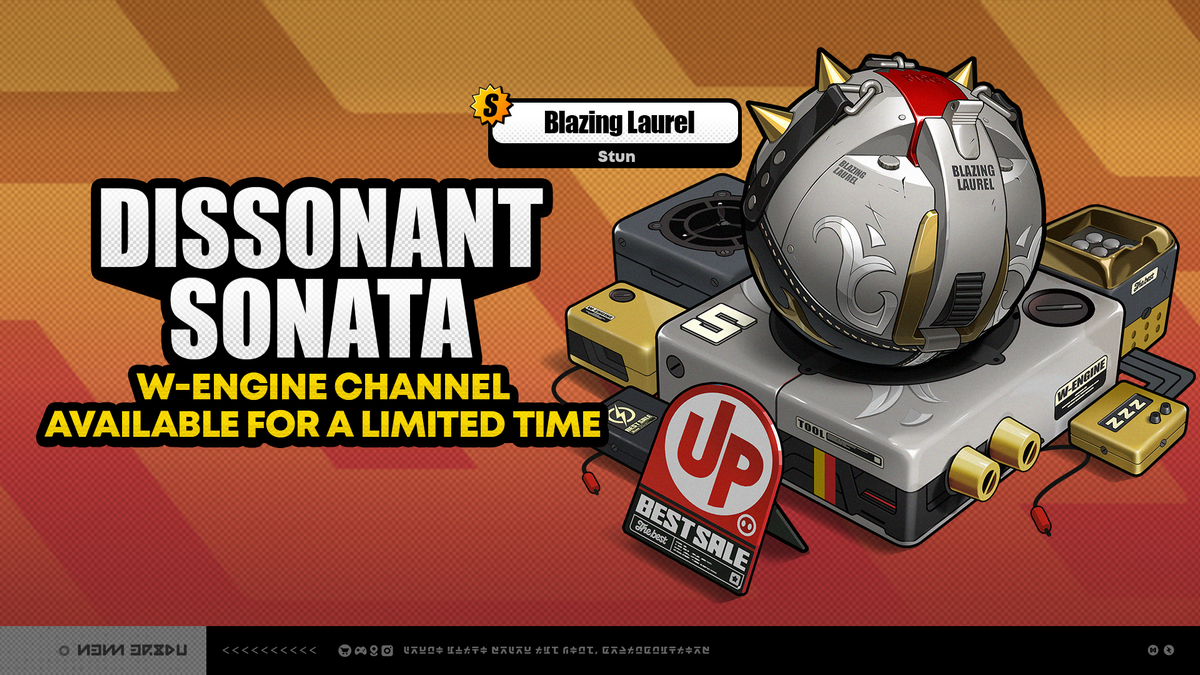 S
Blazing Laurel
Stun
DISSONANT
SONATA
W-ENGINE CHANNEL
AVAILABLE FOR A LIMITED TIME
BLAZING
LAUREL
BLAZING
LAUREL
S
W-ENGINE
ZZZ
TOOL
UP
BEST SALE
The best